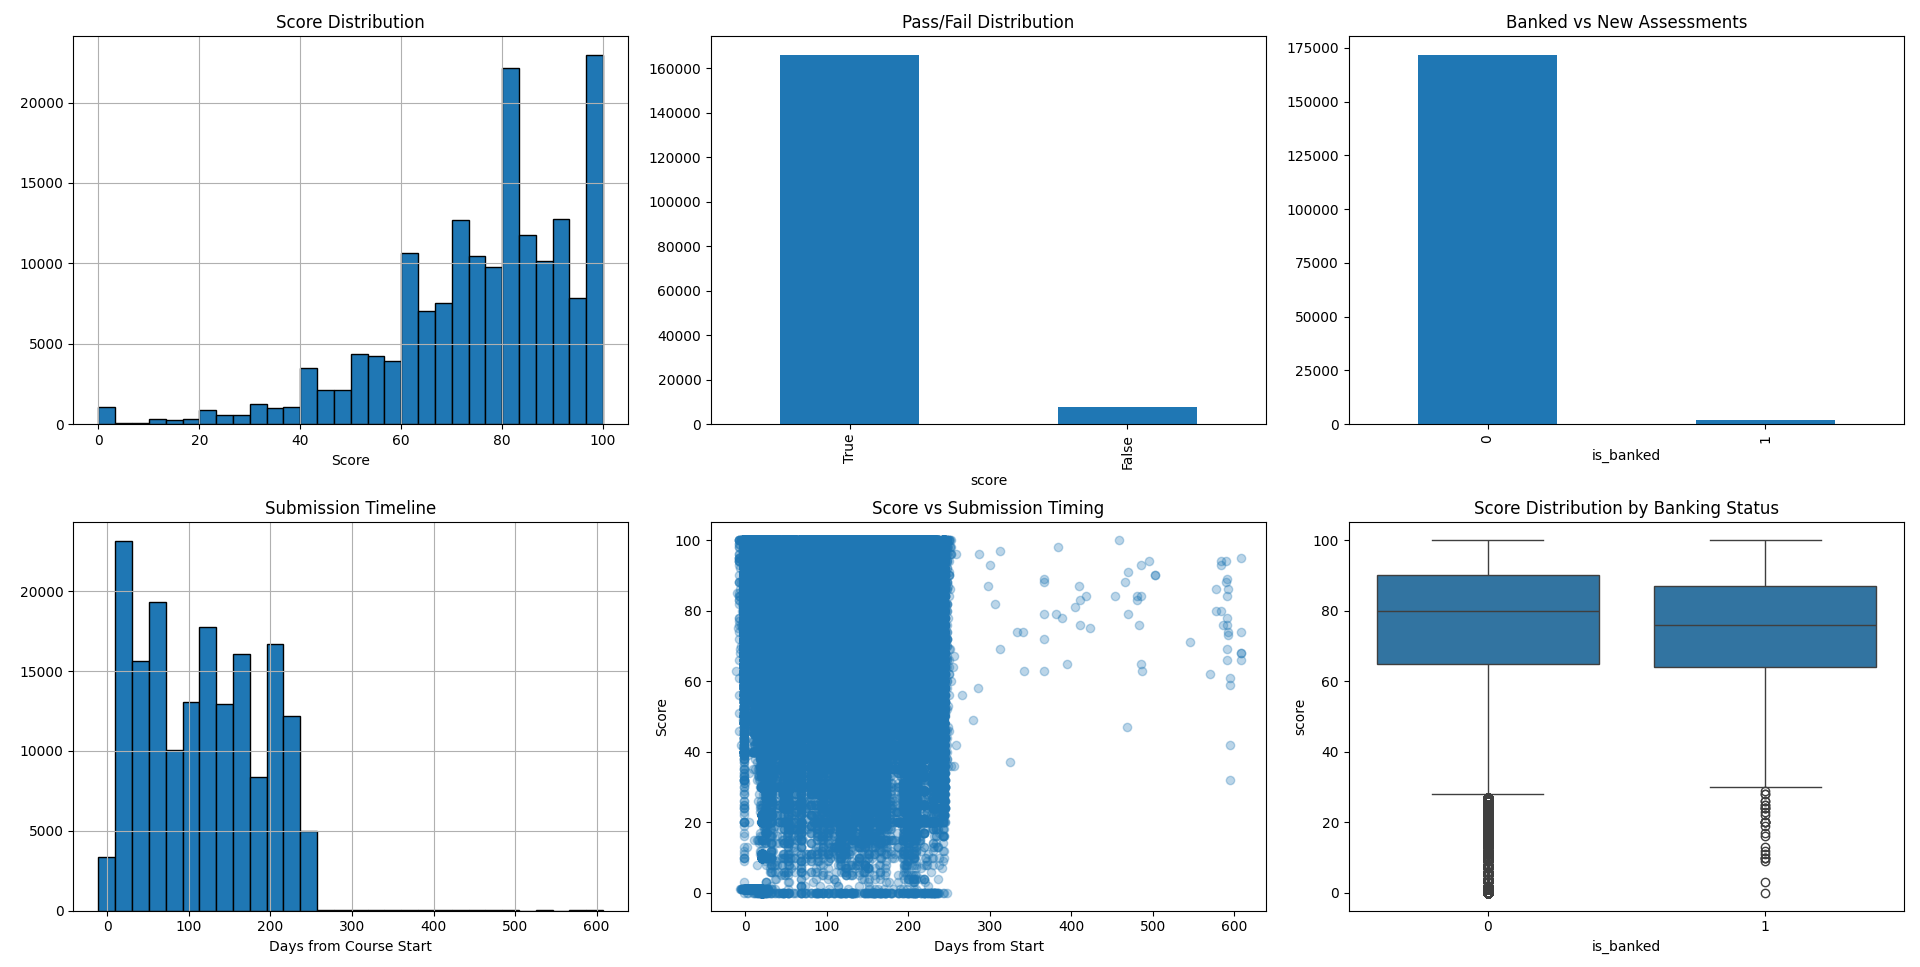 Score Distribution
20000
15000
10000
5000
0
0 20 40 60 80 100
Score
Pass/Fail Distribution
160000
140000
120000
100000
80000
60000
40000
20000
0
True False
score
Banked vs New Assessments
175000
150000
125000
100000
75000
50000
25000
0
0 1
is_banked
Submission Timeline
20000
15000
10000
5000
0
0 100 200 300 400 500 600
Days from Course Start
Score vs Submission Timing
Score
100
80
60
40
20
0
0 100 200 300 400 500 600
Days from Start
Score Distribution by Banking Status
score
100
80
60
40
20
0
0 1
is_banked